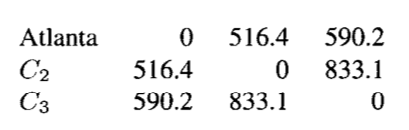 Atlanta 0 516.4 590.2
C₂ 516.4 0 833.1
C₃ 590.2 833.1 0